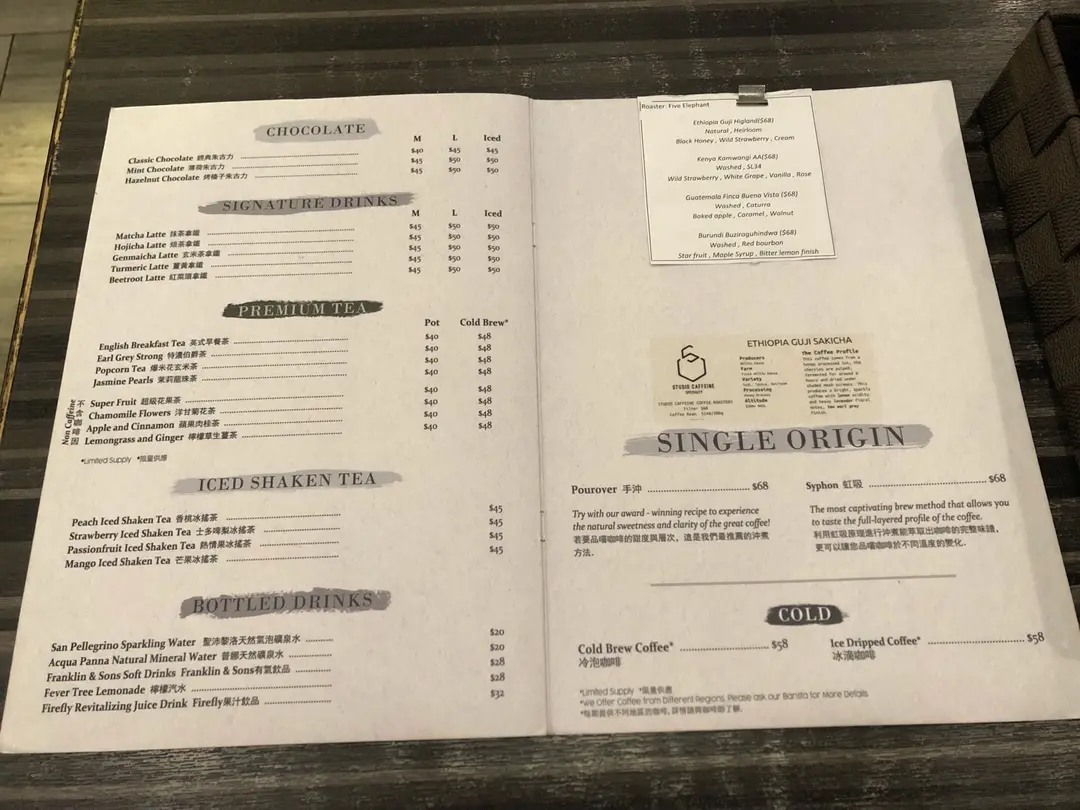 CHOCOLATE
M L Iced
Classic Chocolate 經典朱古力 $40 $45 $45
Mint Chocolate 薄荷朱古力 $45 $50 $50
Hazelnut Chocolate 烤榛子朱古力 $45 $50 $50
SIGNATURE DRINKS
M L Iced
Matcha Latte 抹茶拿鐵 $45 $50 $50
Hojicha Latte 焙茶拿鐵 $45 $50 $50
Genmaicha Latte 玄米茶拿鐵 $45 $50 $50
Turmeric Latte 薑黃拿鐵 $45 $50 $50
Beetroot Latte 紅菜頭拿鐵 $45 $50 $50
PREMIUM TEA
Pot Cold Brew*
English Breakfast Tea 英式早餐茶 $40 $48
Earl Grey Strong 特濃伯爵茶 $40 $48
Popcorn Tea 爆米花玄米茶 $40 $48
Jasmine Pearls 茉莉龍珠茶 $40 $48
Non Caffeine
不含咖啡因
Super Fruit 超級花果茶 $40 $48
Chamomile Flowers 洋甘菊花茶 $40 $48
Apple and Cinnamon 蘋果肉桂茶 $40 $48
Lemongrass and Ginger 檸檬草生薑茶 $40 $48
*Limited Supply *限量供應
ICED SHAKEN TEA
Peach Iced Shaken Tea 香桃冰搖茶 $45
Strawberry Iced Shaken Tea 士多啤梨冰搖茶 $45
Passionfruit Iced Shaken Tea 熱情果冰搖茶 $45
Mango Iced Shaken Tea 芒果冰搖茶 $45
BOTTLED DRINKS
San Pellegrino Sparkling Water 聖沛黎洛天然氣泡礦泉水 $20
Acqua Panna Natural Mineral Water 普娜天然礦泉水 $20
Franklin & Sons Soft Drinks Franklin & Sons有氣飲品 $28
Fever Tree Lemonade 檸檬汽水 $28
Firefly Revitalizing Juice Drink Firefly果汁飲品 $32
Roaster: Five Elephant
Ethiopia Guji Higland($68)
Natural , Heirloom
Black Honey , Wild Strawberry , Cream
Kenya Kamwangi AA($68)
Washed , SL34
Wild Strawberry , White Grape , Vanilla , Rose
Guatemala Finca Buena Vista ($68)
Washed , Caturra
Baked apple , Caramel , Walnut
Burundi Buziraguhindwa ($68)
Washed , Red bourbon
Star fruit , Maple Syrup , Bitter lemon finish
ETHIOPIA GUJI SAKICHA
STUDIO CAFFEINE
STUDIO CAFFEINE COFFEE ROASTERS
Filter $68
Producers
Farm
Variety
Processing
Altitude
The Coffee Profile
This coffee comes from a
SINGLE ORIGIN
Pourover 手沖 $68
Try with our award - winning recipe to experience
the natural sweetness and clarity of the great coffee!
若要品嚐咖啡的甜度與層次，這是我們最推薦的沖煮
方法.
Syphon 虹吸 $68
The most captivating brew method that allows you
to taste the full-layered profile of the coffee.
利用虹吸原理進行沖煮能萃取出咖啡的完整味譜,
更可以讓您品嚐咖啡於不同溫度的變化.
COLD
Cold Brew Coffee* $58
冷泡咖啡
Ice Dripped Coffee* $58
冰滴咖啡
*Limited Supply *限量供應
*We Offer Coffee from Different Regions. Please ask our Barista for More Details